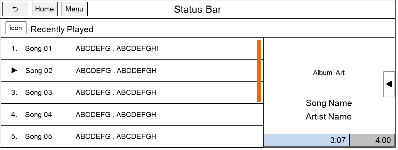 Home Menu Status Bar
icon Recently Played
1. Song 01 ABCDEFG , ABCDEFGHI
Song 02 ABCDEFG , ABCDEFGH
3. Song 03 ABCDEFG , ABCDEFGH
4. Song 04 ABCDEFG , ABCDEFGH
5. Song 05 ABCDEFG , ABCDEFGH
Album Art
Song Name
Artist Name
3:07 4:00